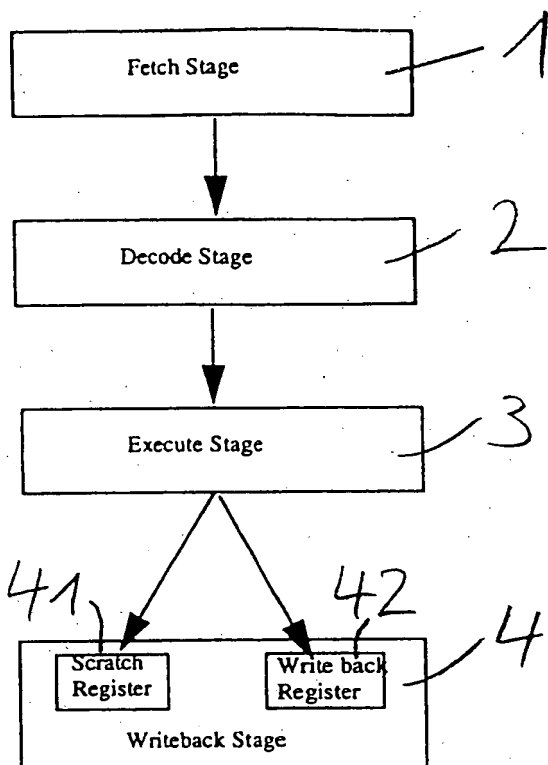 Fetch Stage
1
Decode Stage
2
Execute Stage
3
41
42
4
Scratch
Register
Write back
Register
Writeback Stage